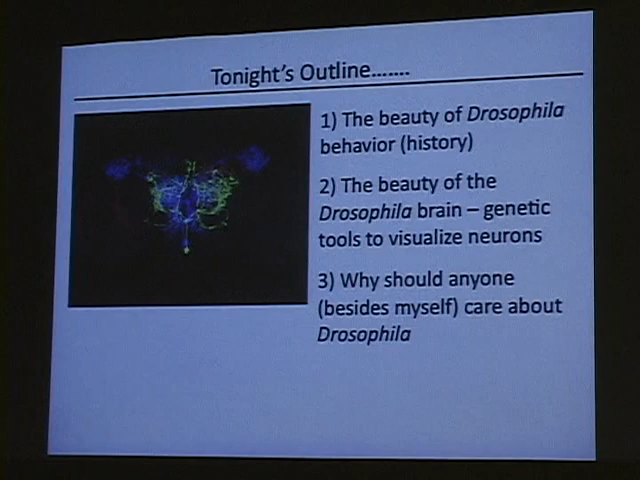 Tonight's Outline…….
1) The beauty of Drosophila
behavior (history)
2) The beauty of the
Drosophila brain – genetic
tools to visualize neurons
3) Why should anyone
(besides myself) care about
Drosophila